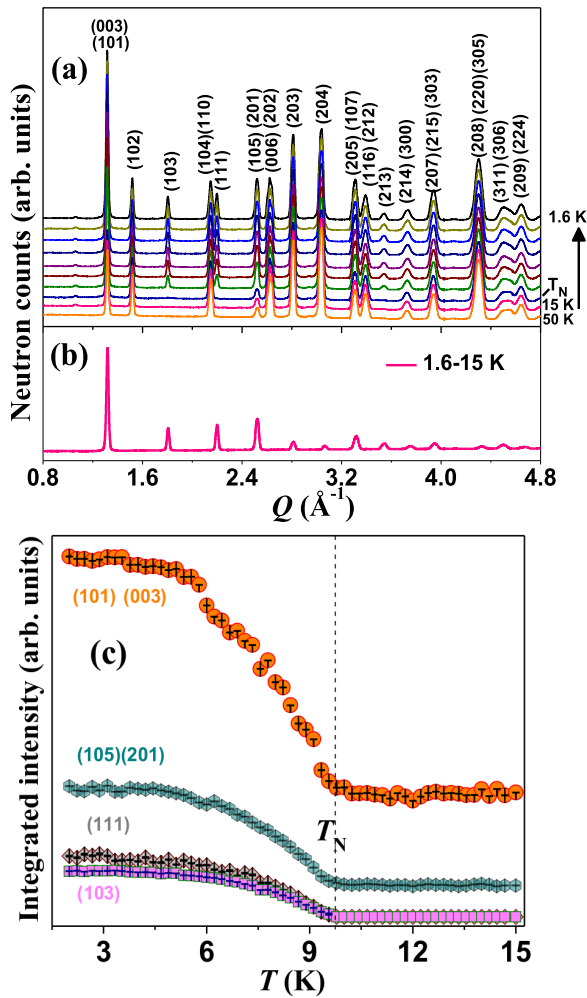 (003)
(101)
(a)
(102)
(103)
(104)(110)
(111)
(105) (201)
(006) (202)
(203)
(204)
(205) (107)
(116) (212)
(213)
(214) (300)
(207) (215) (303)
(208) (220) (305)
(311) (306)
(209) (224)
1.6 K
T_N
15 K
50 K
Neutron counts (arb. units)
(b)
1.6-15 K
0.8 1.6 2.4 3.2 4.0 4.8
Q (Å⁻¹)
Integrated intensity (arb. units)
(101) (003)
(c)
(105)(201)
(111)
(103)
T_N
3 6 9 12 15
T (K)